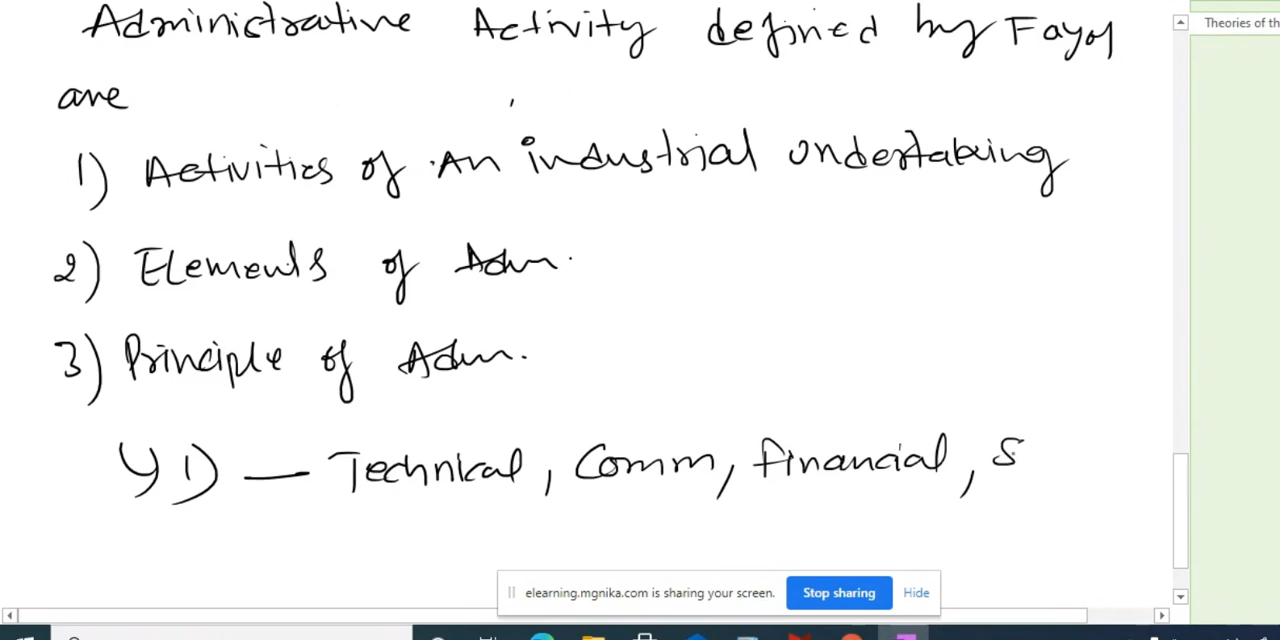 Administrative Activity defined by Fayol
are
1) Activities of An industrial undertaking
2) Elements of Adm.
3) Principle of Adm.
1) — Technical, Comm, financial, S
Theories of th
elearning.mgnika.com is sharing your screen. Stop sharing Hide